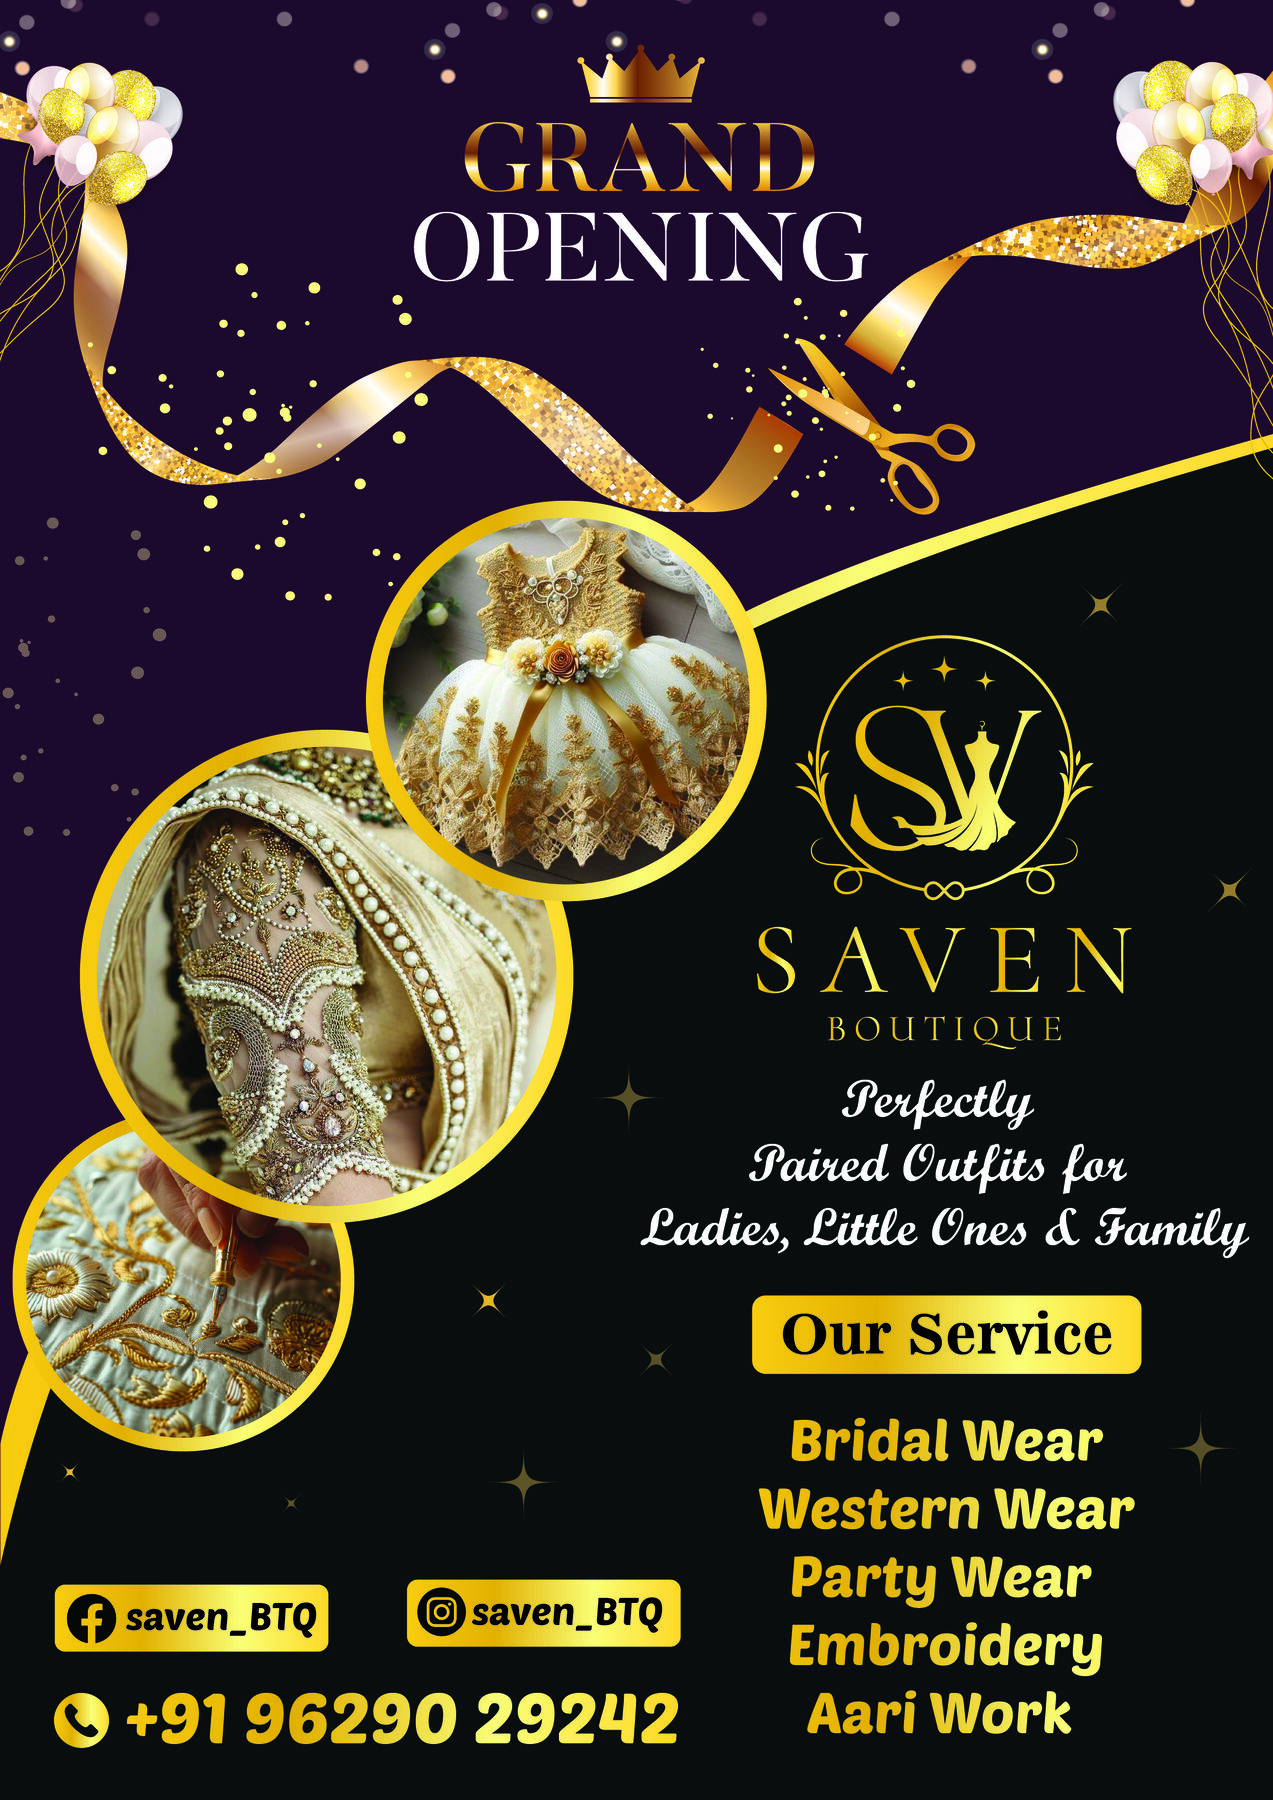 GRAND
OPENING
SV
SAVEN
BOUTIQUE
Perfectly
Paired Outfits for
Ladies, Little Ones & Family
Our Service
Bridal Wear
Western Wear
Party Wear
Embroidery
Aari Work
saven_BTQ
saven_BTQ
+91 96290 29242